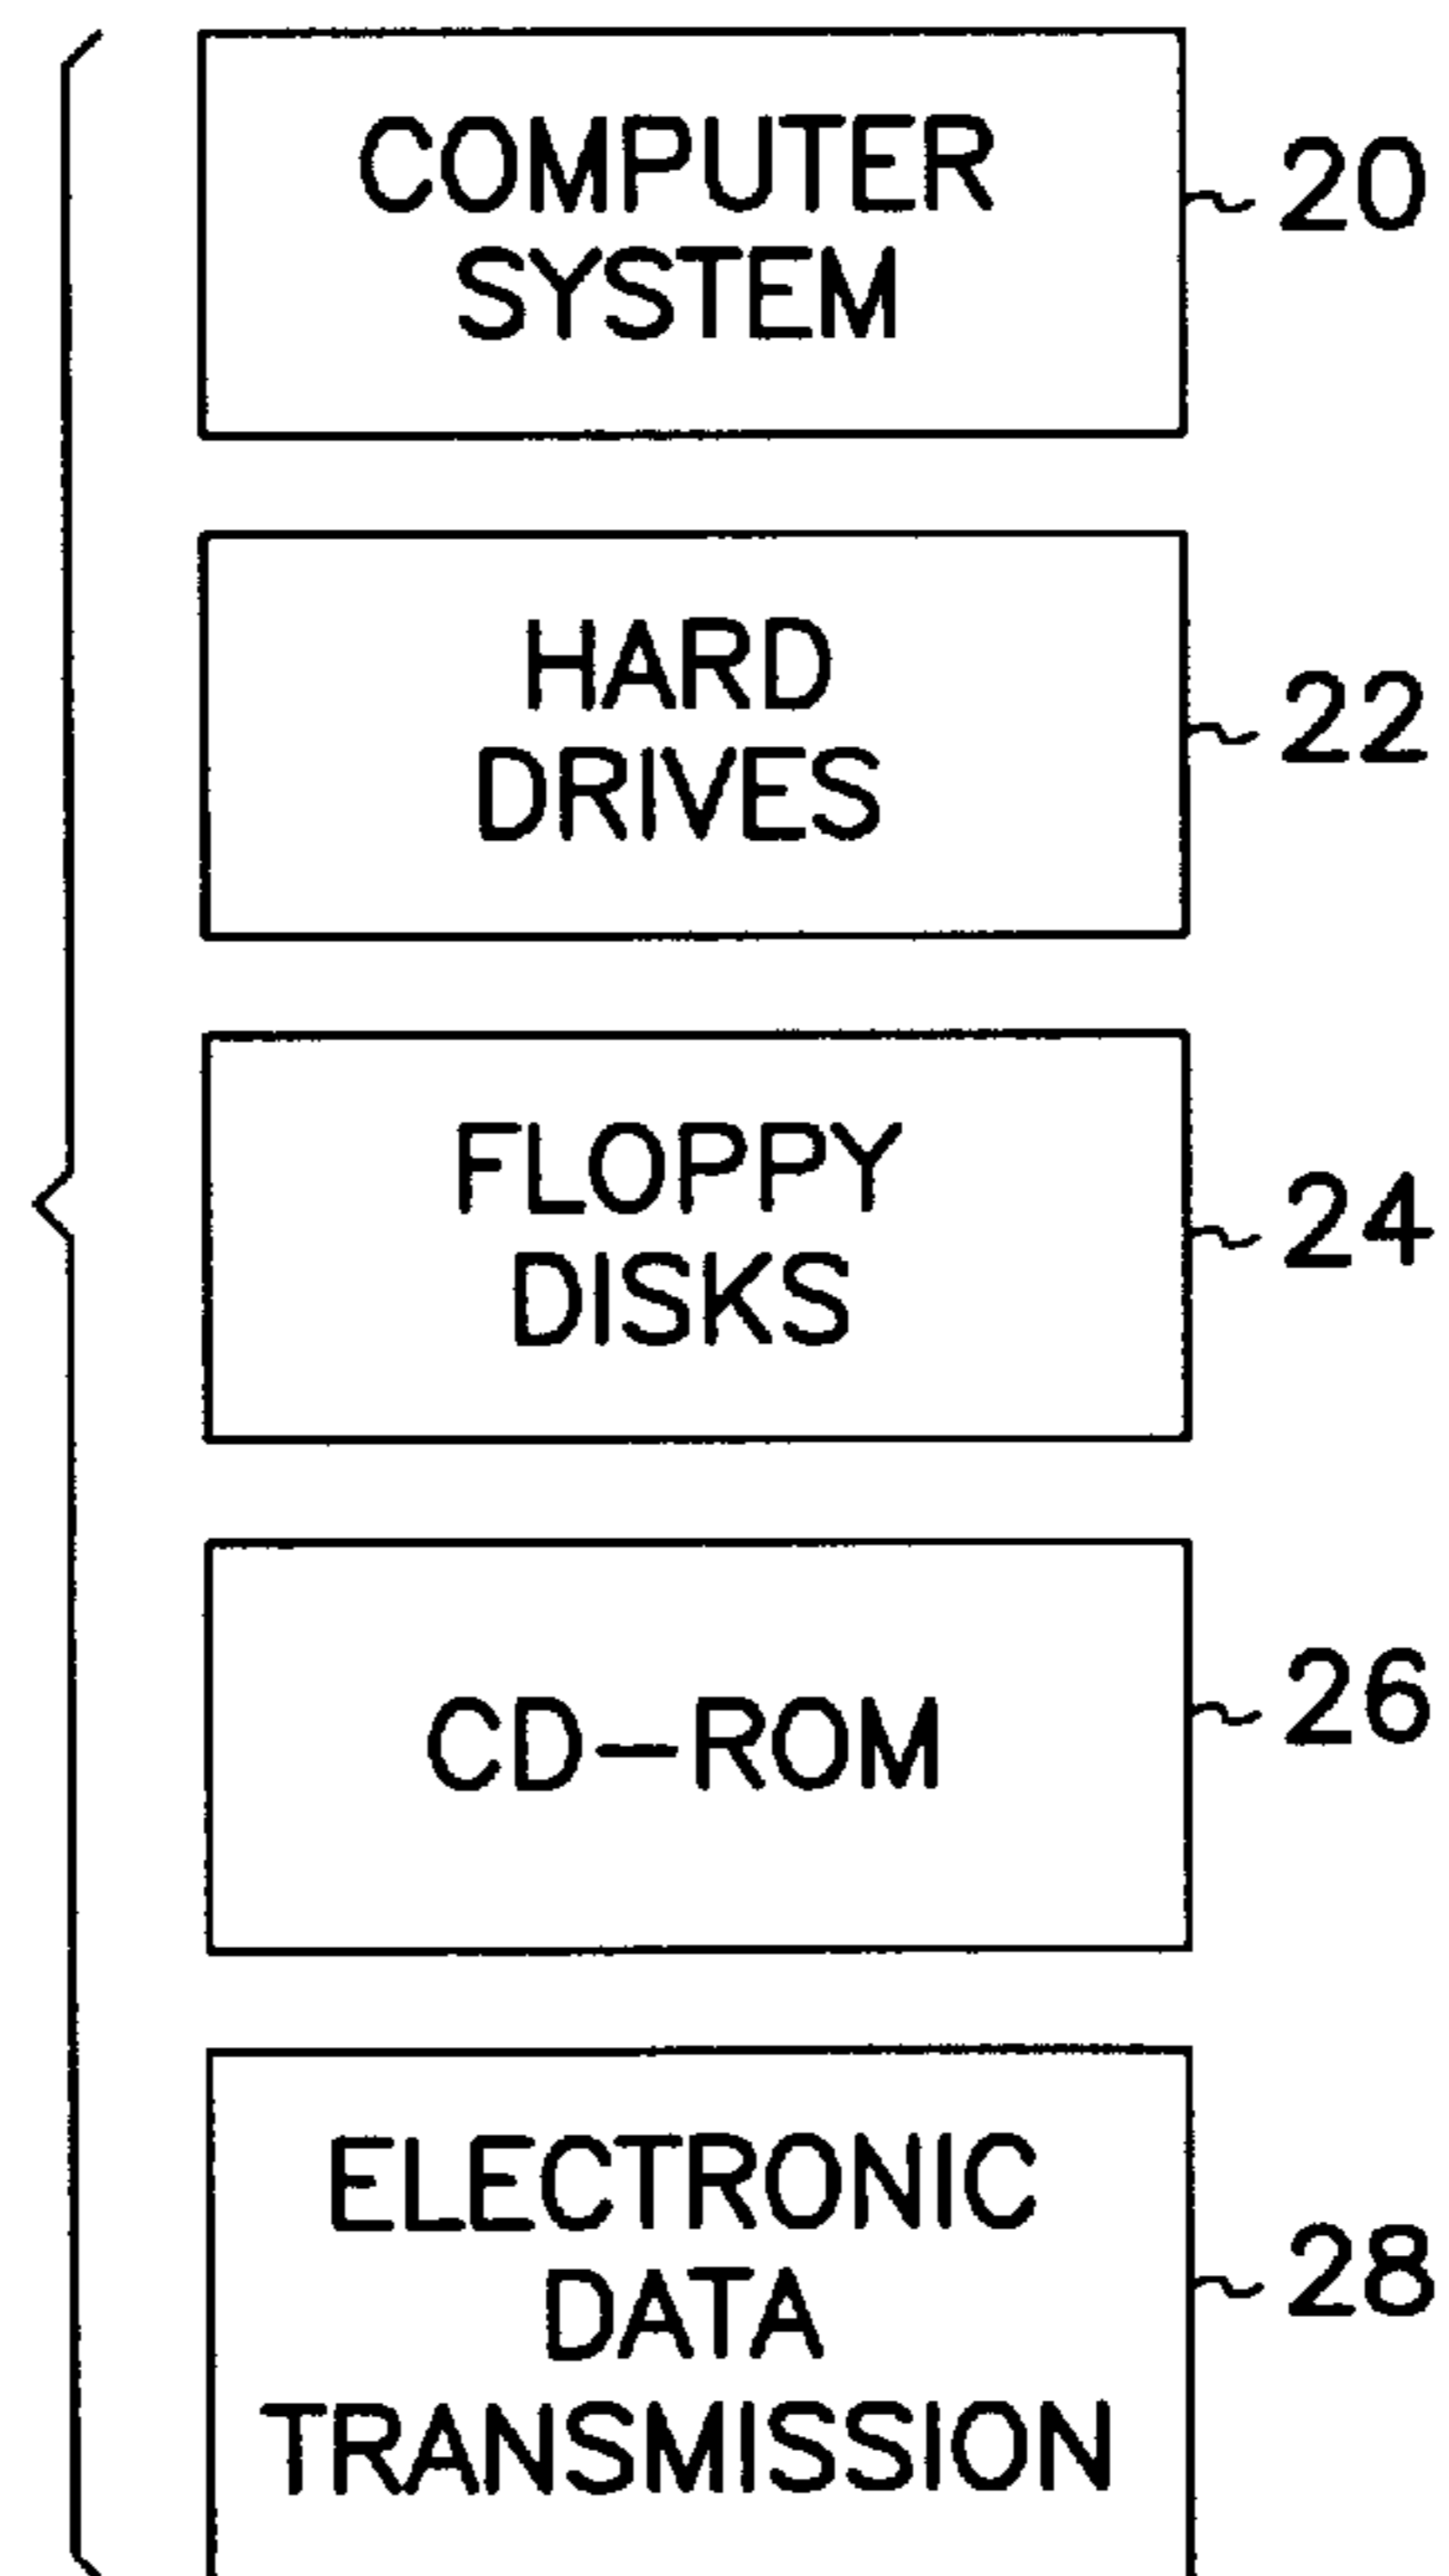 COMPUTER
SYSTEM
20
HARD
DRIVES
22
FLOPPY
DISKS
24
CD-ROM
26
ELECTRONIC
DATA
TRANSMISSION
28